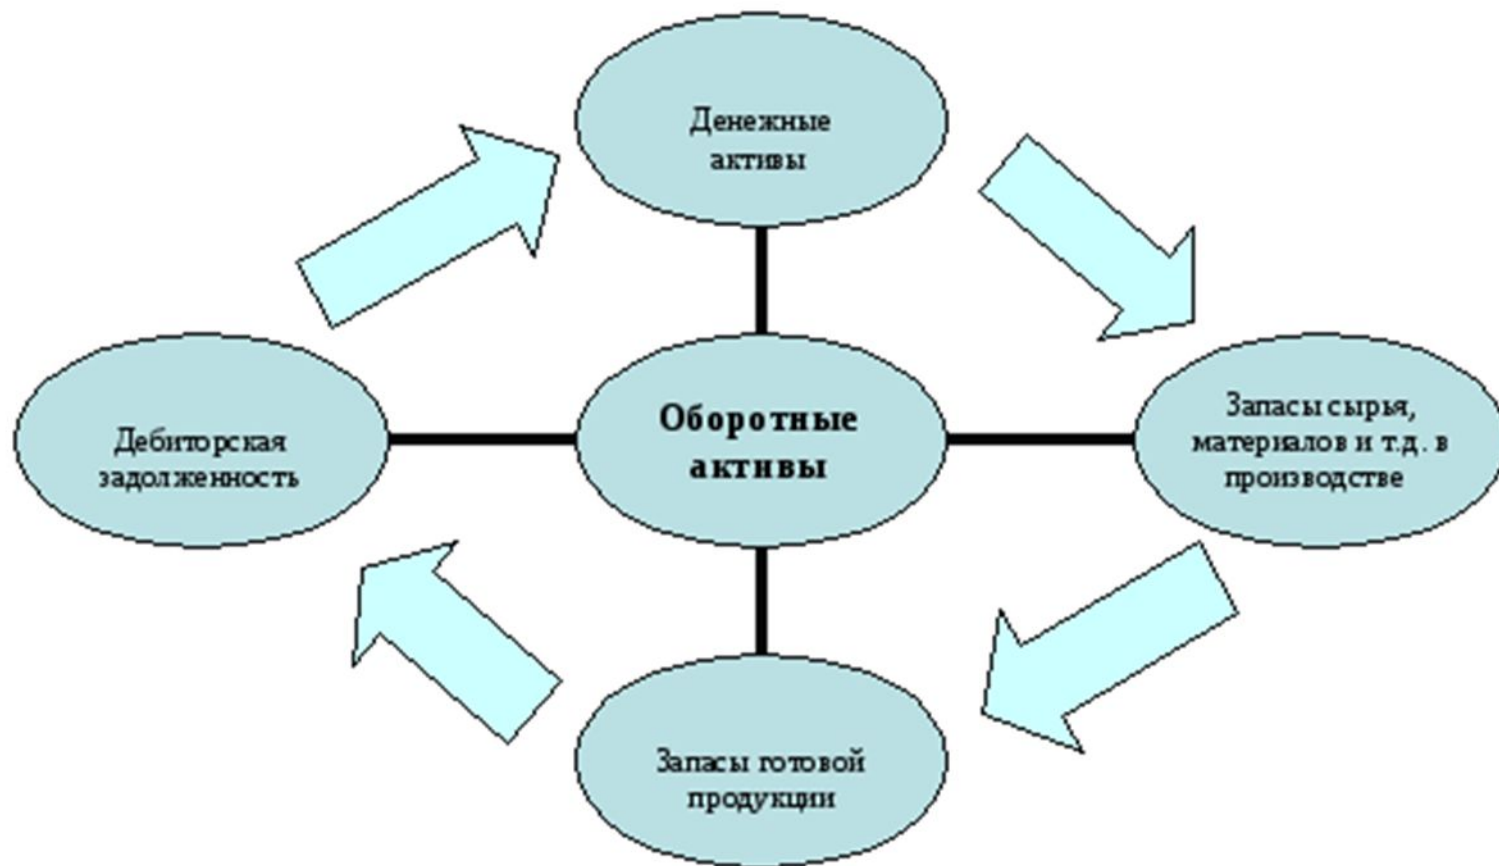 Денежные
активы
Дебиторская
задолженность
Оборотные
активы
Запасы сырья,
материалов и т.д. в
производстве
Запасы готовой
продукции